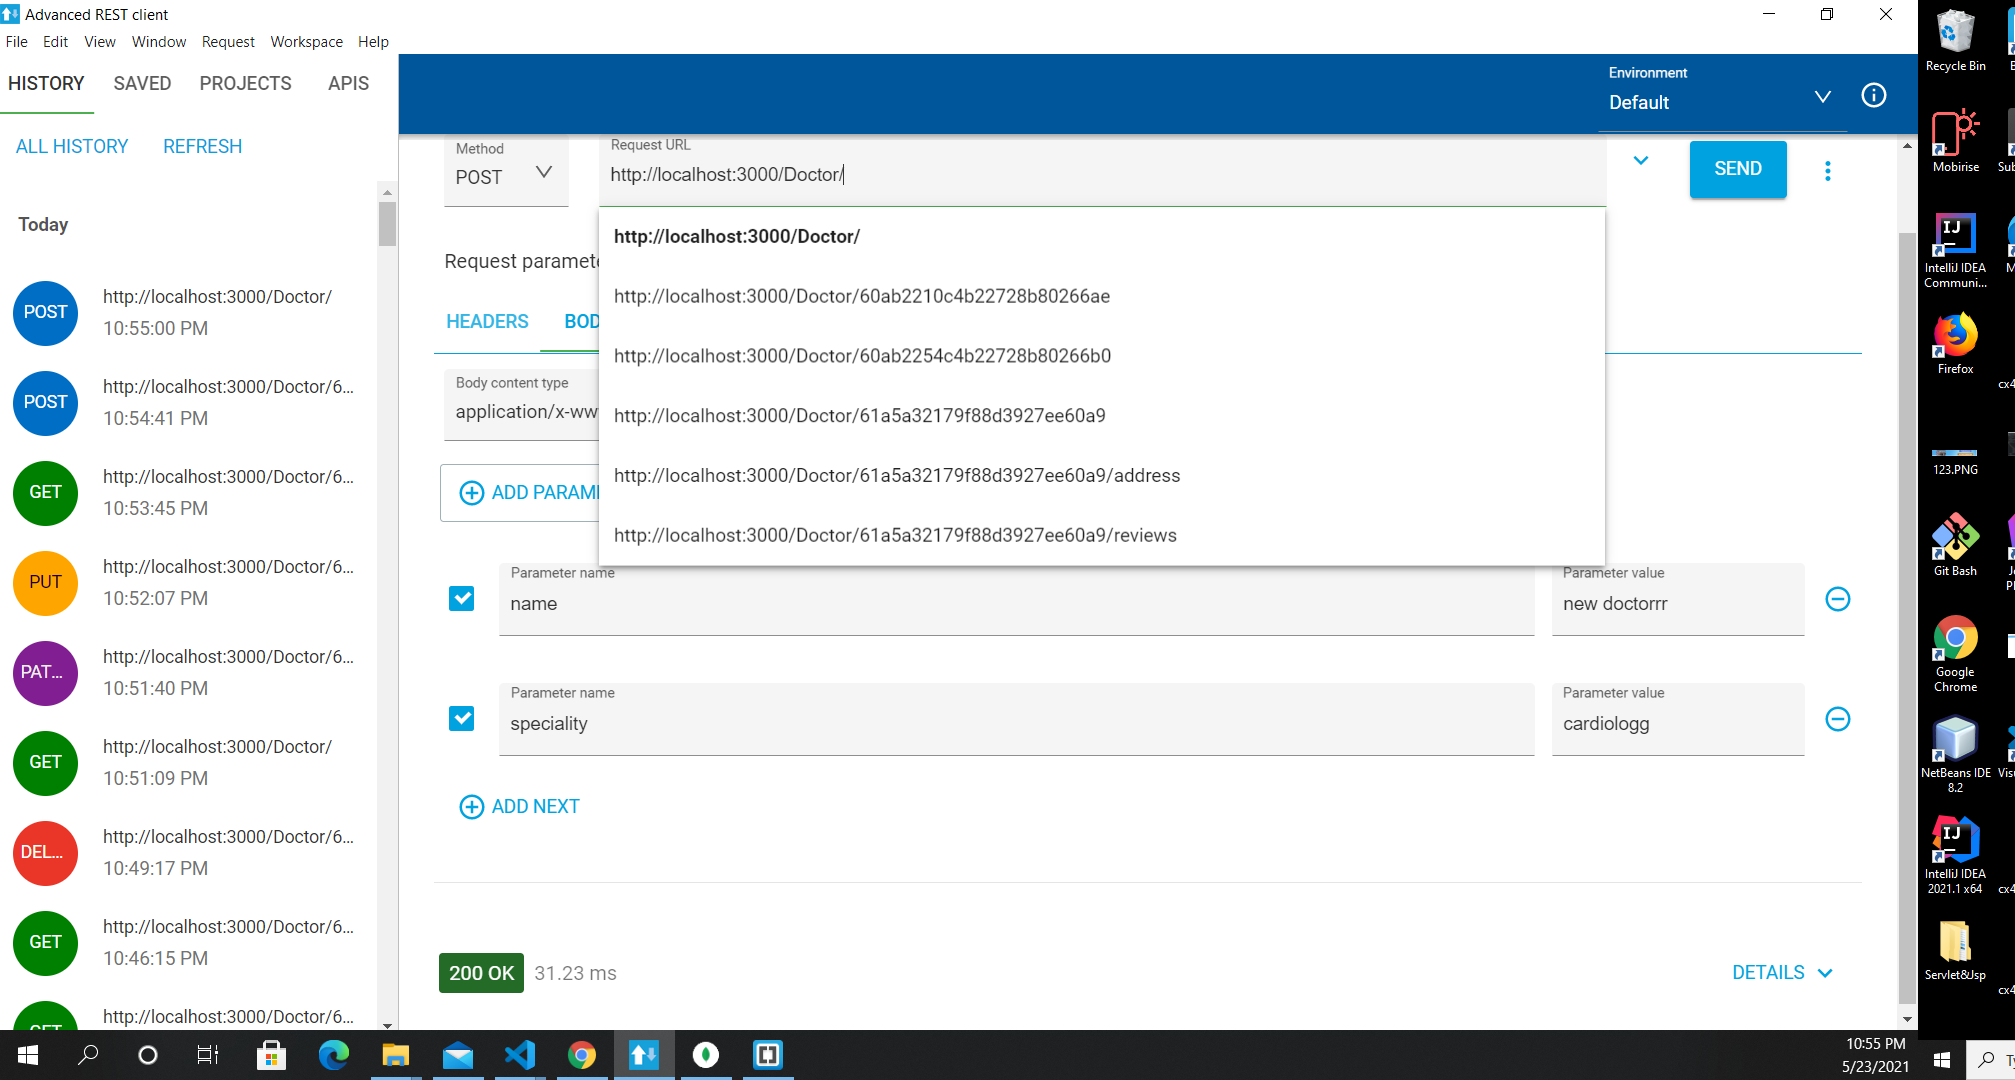 Advanced REST client
File Edit View Window Request Workspace Help
HISTORY SAVED PROJECTS APIS
Environment
Default
ALL HISTORY REFRESH
Today
POST
http://localhost:3000/Doctor/
10:55:00 PM
POST
http://localhost:3000/Doctor/6...
10:54:41 PM
GET
http://localhost:3000/Doctor/6...
10:53:45 PM
PUT
http://localhost:3000/Doctor/6...
10:52:07 PM
PAT...
http://localhost:3000/Doctor/6...
10:51:40 PM
GET
http://localhost:3000/Doctor/
10:51:09 PM
DEL...
http://localhost:3000/Doctor/6...
10:49:17 PM
GET
http://localhost:3000/Doctor/6...
10:46:15 PM
GET
http://localhost:3000/Doctor/6...
Method
POST
Request URL
http://localhost:3000/Doctor/
SEND
http://localhost:3000/Doctor/
http://localhost:3000/Doctor/60ab2210c4b22728b80266ae
http://localhost:3000/Doctor/60ab2254c4b22728b80266b0
http://localhost:3000/Doctor/61a5a32179f88d3927ee60a9
http://localhost:3000/Doctor/61a5a32179f88d3927ee60a9/address
http://localhost:3000/Doctor/61a5a32179f88d3927ee60a9/reviews
Request paramete
HEADERS BOD
Body content type
application/x-ww
ADD PARAM
Parameter name
name
Parameter value
new doctorrr
Parameter name
speciality
Parameter value
cardiologg
ADD NEXT
200 OK 31.23 ms
DETAILS
Recycle Bin
Mobirise
Sub
IJ
IntelliJ IDEA
Communi...
Firefox
cx4
123.PNG
Git Bash
Google
Chrome
NetBeans IDE
8.2
Vis
IJ
IntelliJ IDEA
2021.1 x64
cx4
Servlet&Jsp
cx4
10:55 PM
5/23/2021